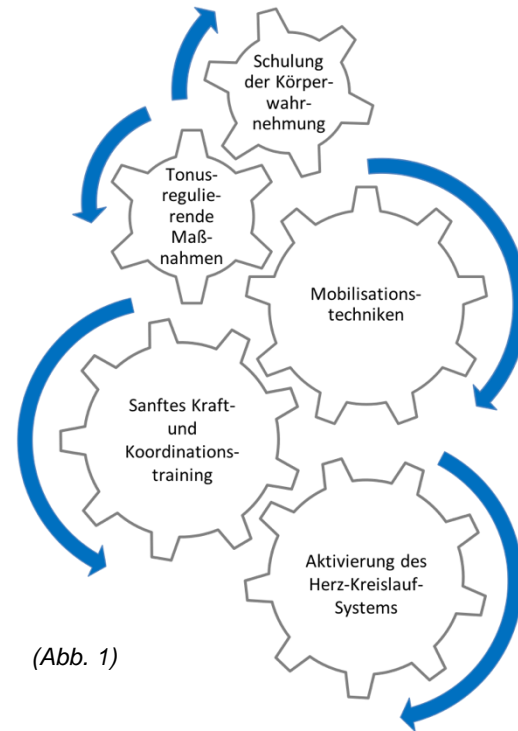 Schulung
der Körper-
wahr-
nehmung
Tonus-
regulie-
rende
Maß-
nahmen
Mobilisations-
techniken
Sanftes Kraft-
und
Koordinations-
training
Aktivierung des
Herz-Kreislauf-
Systems
(Abb. 1)